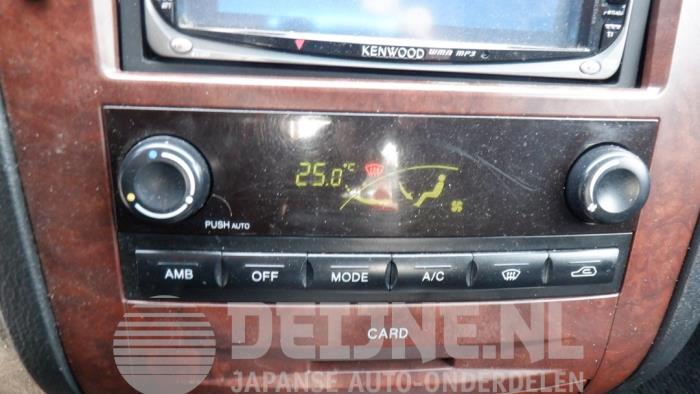 KENWOOD WMA MP3
25.0°C
PUSH AUTO
AMB OFF MODE A/C
CARD
DEIJNE.NL
JAPANSE AUTO-ONDERDELEN